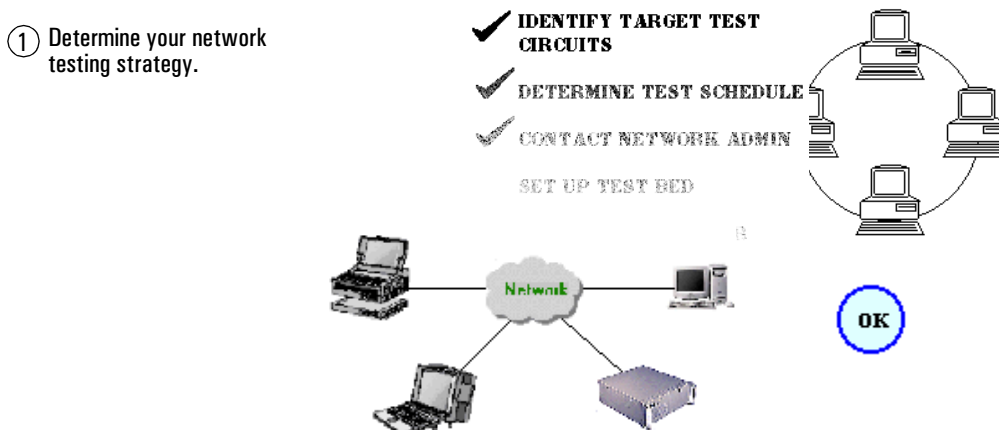 1 Determine your network
testing strategy.
IDENTIFY TARGET TEST
CIRCUITS
DETERMINE TEST SCHEDULE
CONTACT NETWORK ADMIN
SET UP TEST BED
Network
OK